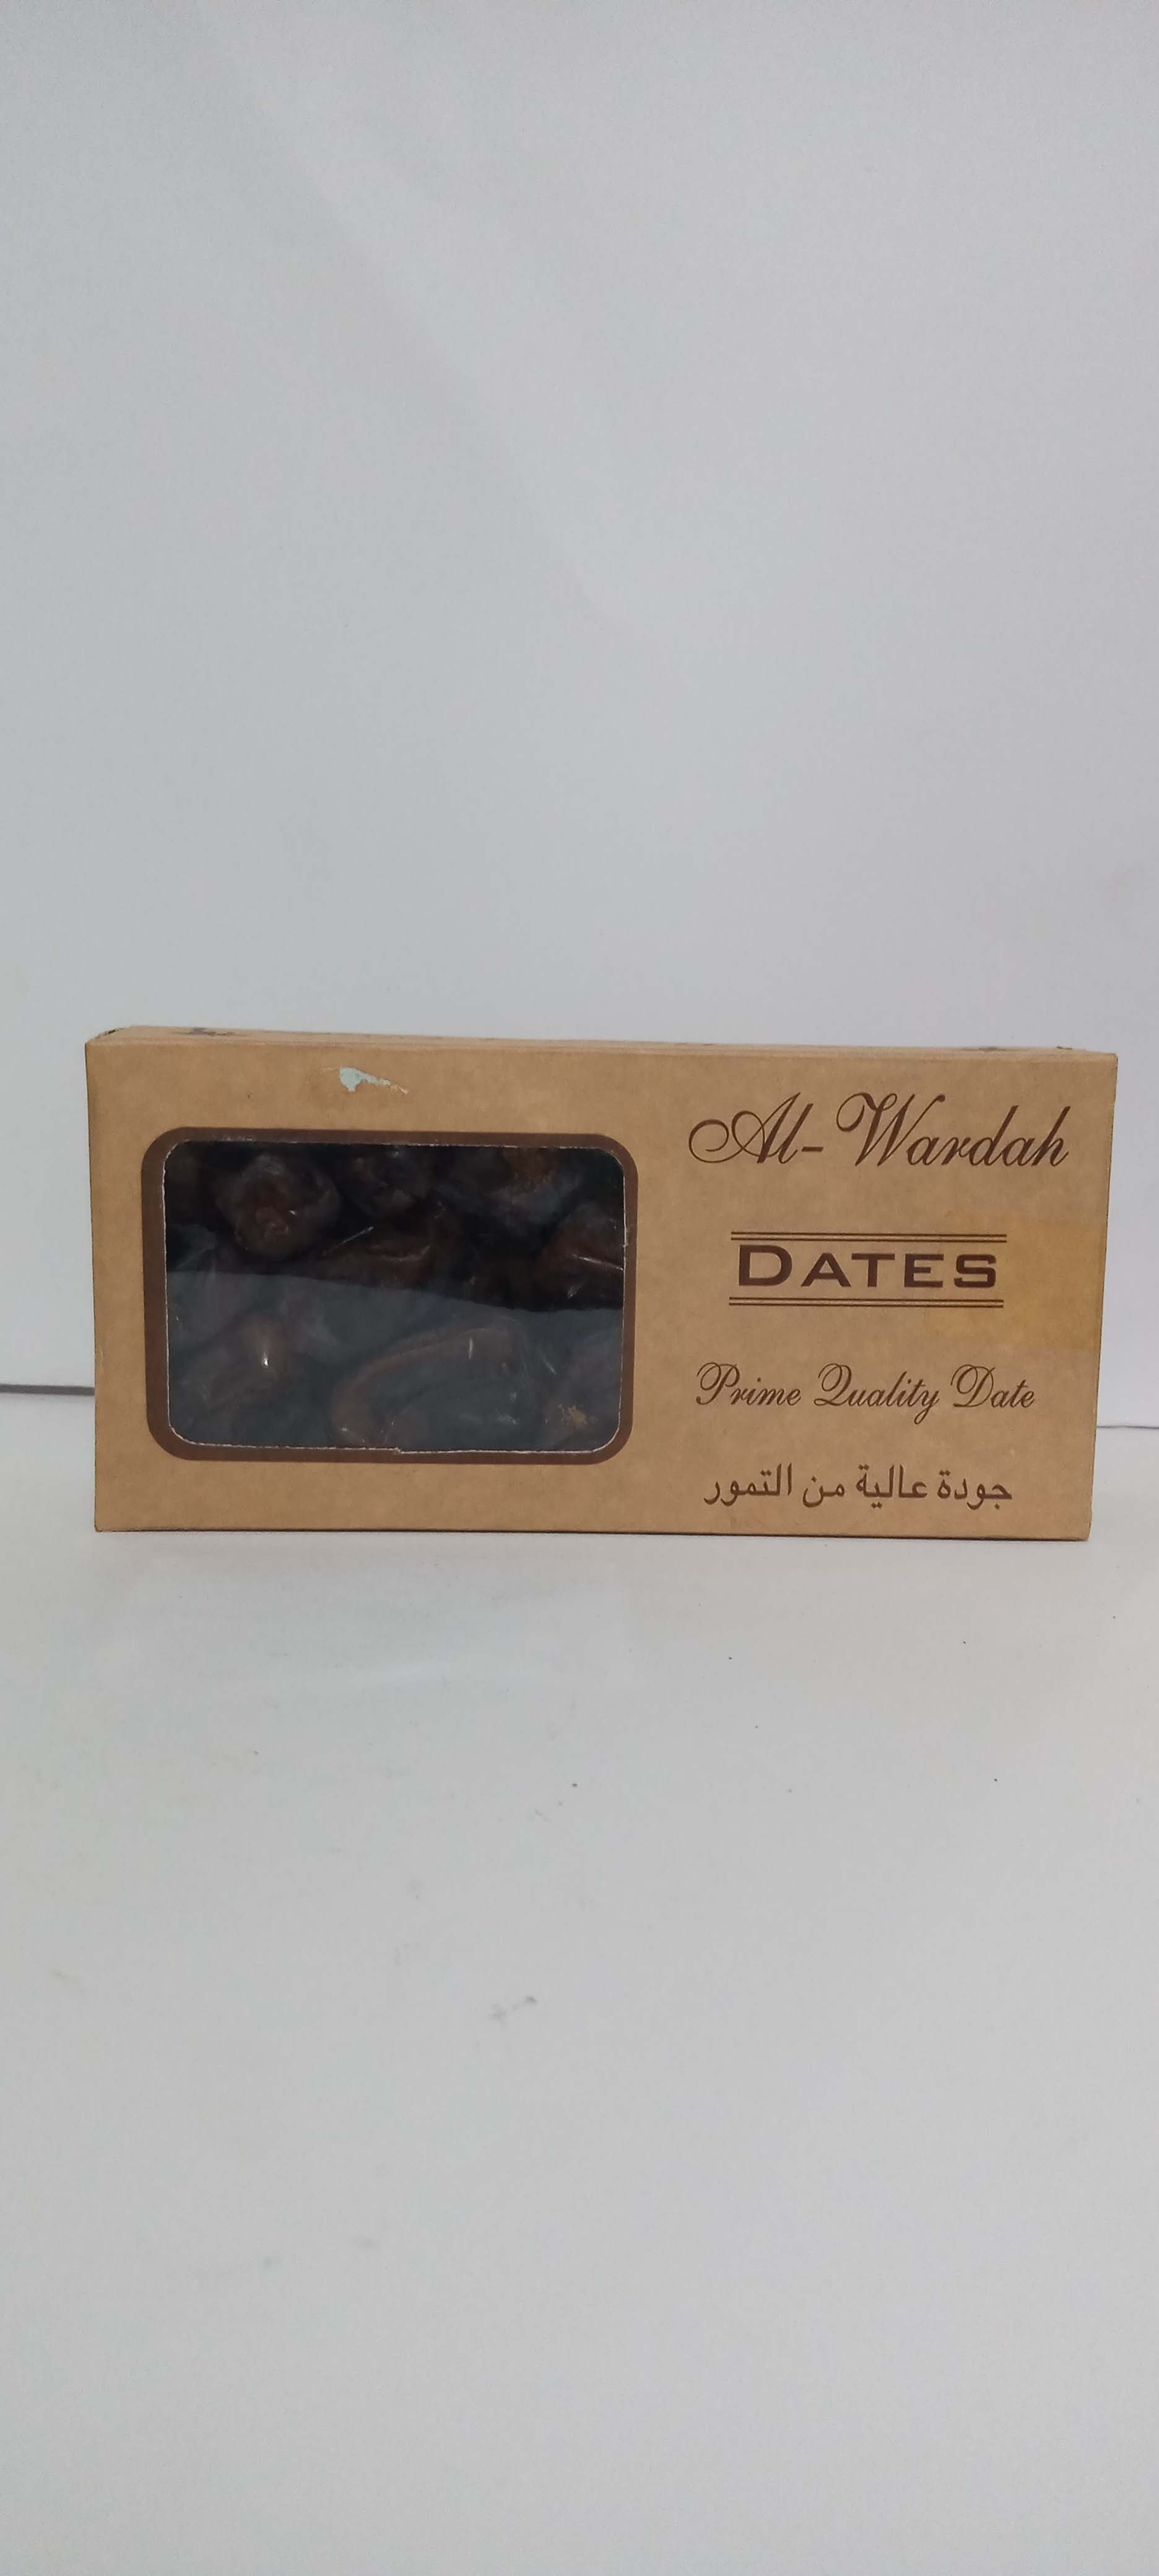 Al-Wardah
DATES
Prime Quality Date
جودة عالية من التمور